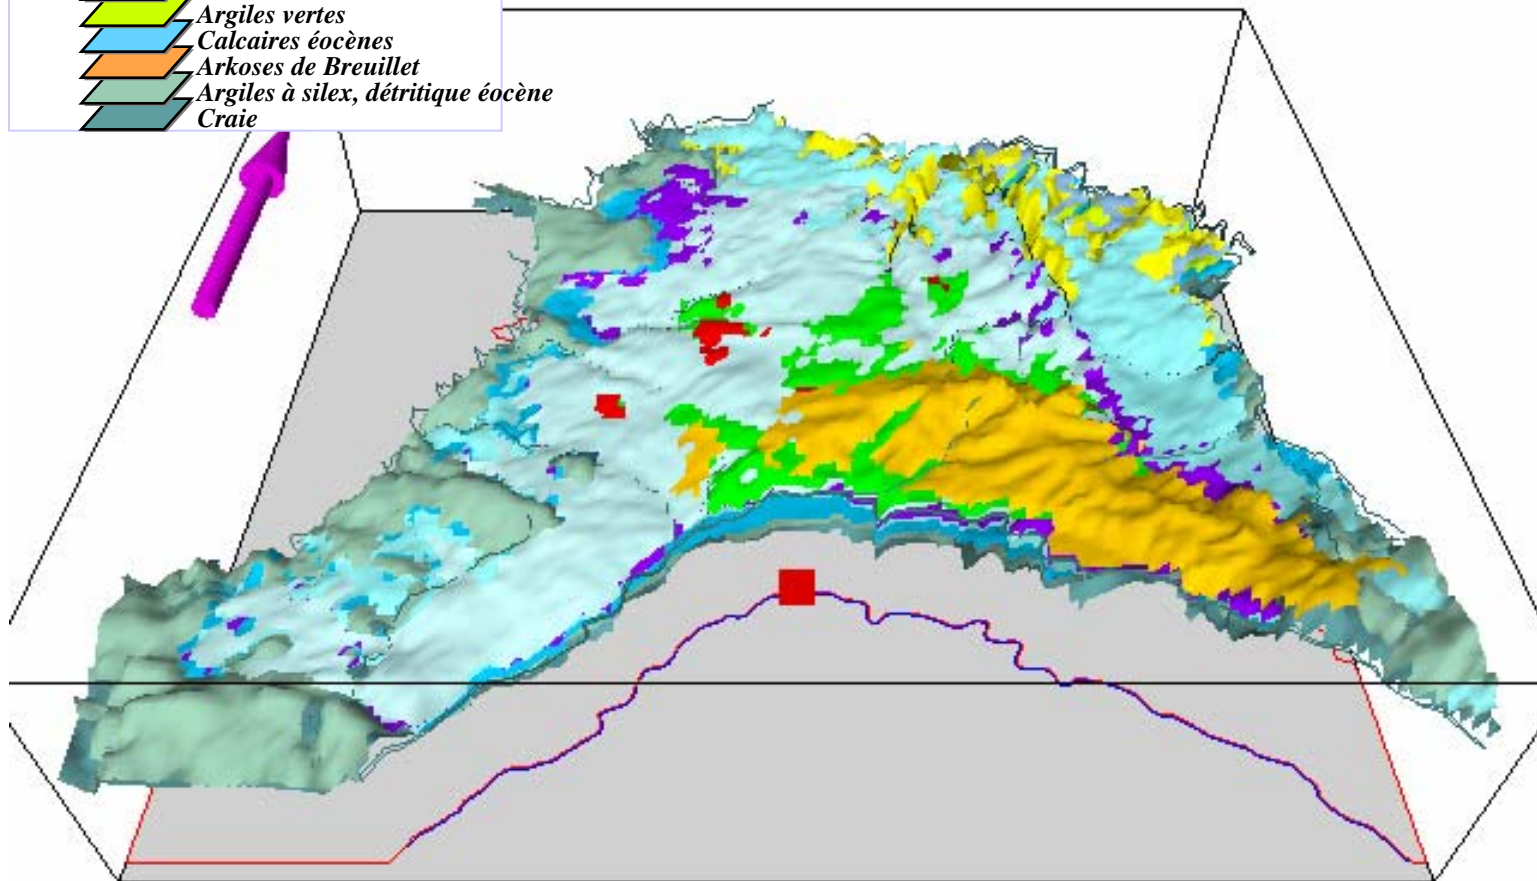 Argiles vertes
Calcaires éocènes
Arkoses de Breuillet
Argiles à silex, détritique éocène
Craie